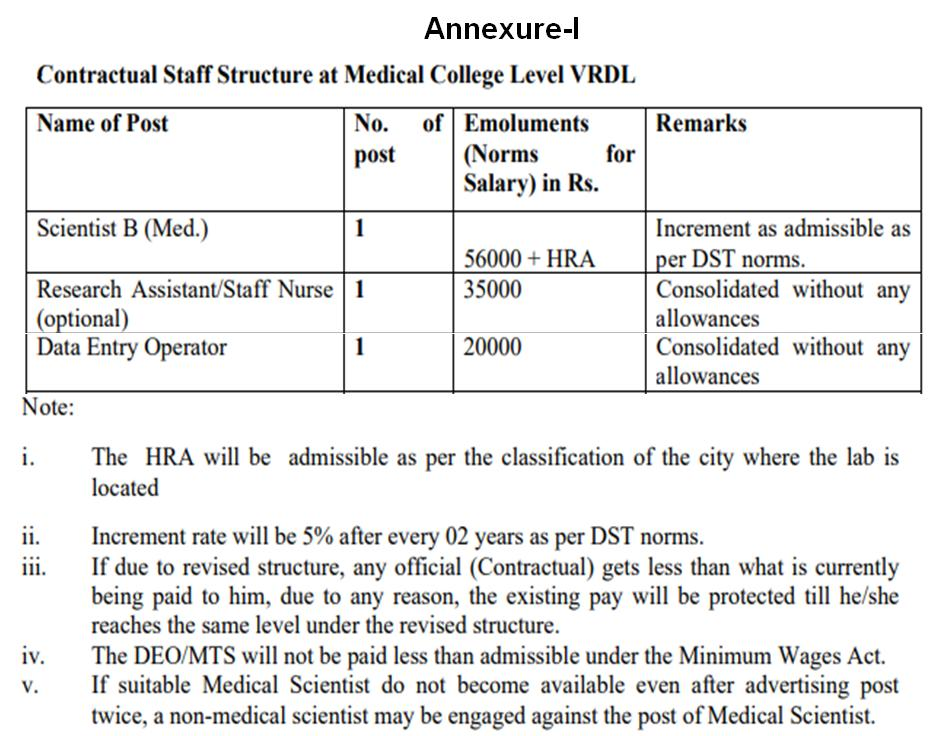 Annexure-I
Contractual Staff Structure at Medical College Level VRDL
Name of Post No. of Emoluments Remarks
post (Norms for
Salary) in Rs.
Scientist B (Med.) 1 Increment as admissible as
56000 + HRA per DST norms.
Research Assistant/Staff Nurse 1 35000 Consolidated without any
(optional) allowances
Data Entry Operator 1 20000 Consolidated without any
allowances
Note:
i. The HRA will be admissible as per the classification of the city where the lab is
located
ii. Increment rate will be 5% after every 02 years as per DST norms.
iii. If due to revised structure, any official (Contractual) gets less than what is currently
being paid to him, due to any reason, the existing pay will be protected till he/she
reaches the same level under the revised structure.
iv. The DEO/MTS will not be paid less than admissible under the Minimum Wages Act.
v. If suitable Medical Scientist do not become available even after advertising post
twice, a non-medical scientist may be engaged against the post of Medical Scientist.